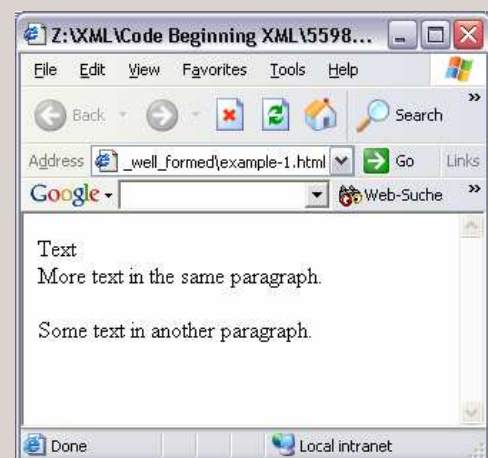 Z:\XML\Code Beginning XML\5598...
File Edit View Favorites Tools Help
Back Search »
Address _well_formed\example-1.html Go Links
Google Web-Suche »
Text
More text in the same paragraph.
Some text in another paragraph.
Done Local intranet